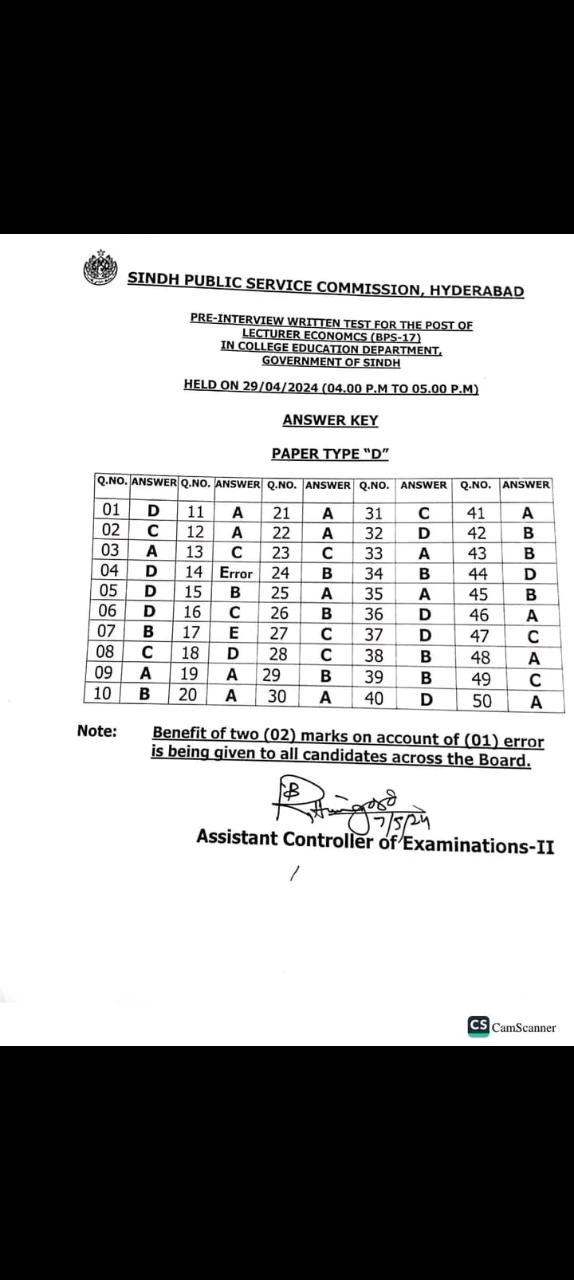 SINDH PUBLIC SERVICE COMMISSION, HYDERABAD
PRE-INTERVIEW WRITTEN TEST FOR THE POST OF
LECTURER ECONOMCS (BPS-17)
IN COLLEGE EDUCATION DEPARTMENT,
GOVERNMENT OF SINDH
HELD ON 29/04/2024 (04.00 P.M TO 05.00 P.M)
ANSWER KEY
PAPER TYPE “D”
Q.NO. ANSWER Q.NO. ANSWER Q.NO. ANSWER Q.NO. ANSWER Q.NO. ANSWER
01 D 11 A 21 A 31 C 41 A
02 C 12 A 22 A 32 D 42 B
03 A 13 C 23 C 33 A 43 B
04 D 14 Error 24 B 34 B 44 D
05 D 15 B 25 A 35 A 45 B
06 D 16 C 26 B 36 D 46 A
07 B 17 E 27 C 37 D 47 C
08 C 18 D 28 C 38 B 48 A
09 A 19 A 29 B 39 B 49 C
10 B 20 A 30 A 40 D 50 A
Note: Benefit of two (02) marks on account of (01) error
is being given to all candidates across the Board.
7/5/24
Assistant Controller of Examinations-II
CS CamScanner